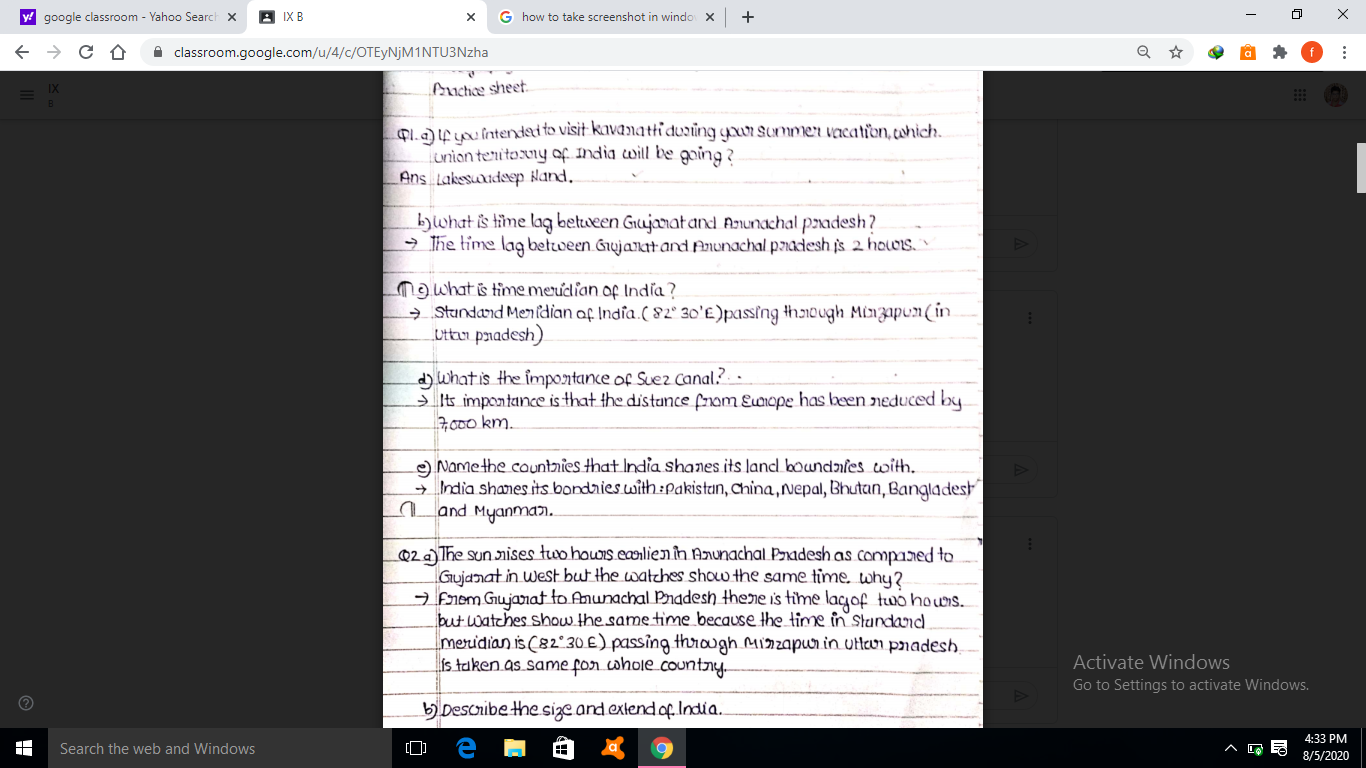 google classroom - Yahoo Search
IX B
how to take screenshot in windo
classroom.google.com/u/4/c/OTEyNjM1NTU3Nzha
IX
B
Practice sheet.
Q1. a) If you intended to visit kavarathi during your summer vacation, which
union territory of India will be going?
Ans Lakeswadeep Iland.
b) What is time lag between Gujarat and Arunachal pradesh?
→ The time lag between Gujarat and Arunachal pradesh is 2 hours.
c) What is time meridian of India?
→ Standard Meridian of India. (82° 30'E) passing through Mirzapur (in
Uttar pradesh)
d) What is the importance of Suez Canal.?
→ Its importance is that the distance from Europe has been reduced by
7,000 km.
e) Name the countries that India shares its land boundries with.
→ India shares its bondries with : Pakistan, China, Nepal, Bhutan, Bangladesh
and Myanmar.
Q2 a) The sun rises two hours earlier in Arunachal Pradesh as compared to
Gujarat in west but the watches show the same time. why?
→ From Gujarat to Arunachal Pradesh there is time lag of two hours.
but watches show the same time because the time in standard
meridian is (82° 30 E) passing through Mirzapur in uttar pradesh
is taken as same for whole country.
b) Describe the size and extend of India.
Activate Windows
Go to Settings to activate Windows.
Search the web and Windows
4:33 PM
8/5/2020